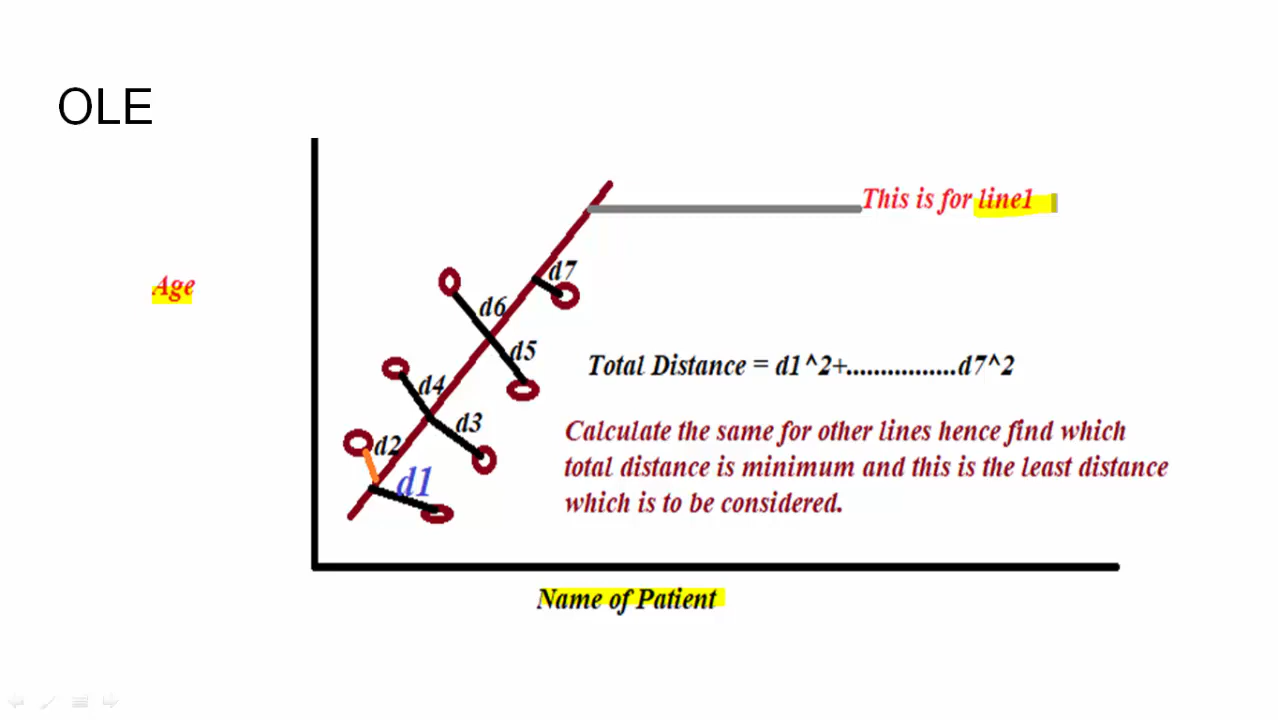 OLE
This is for line1
Age
d7
d6
d5
d4
d3
d2
d1
Total Distance = d1^2+................d7^2
Calculate the same for other lines hence find which
total distance is minimum and this is the least distance
which is to be considered.
Name of Patient